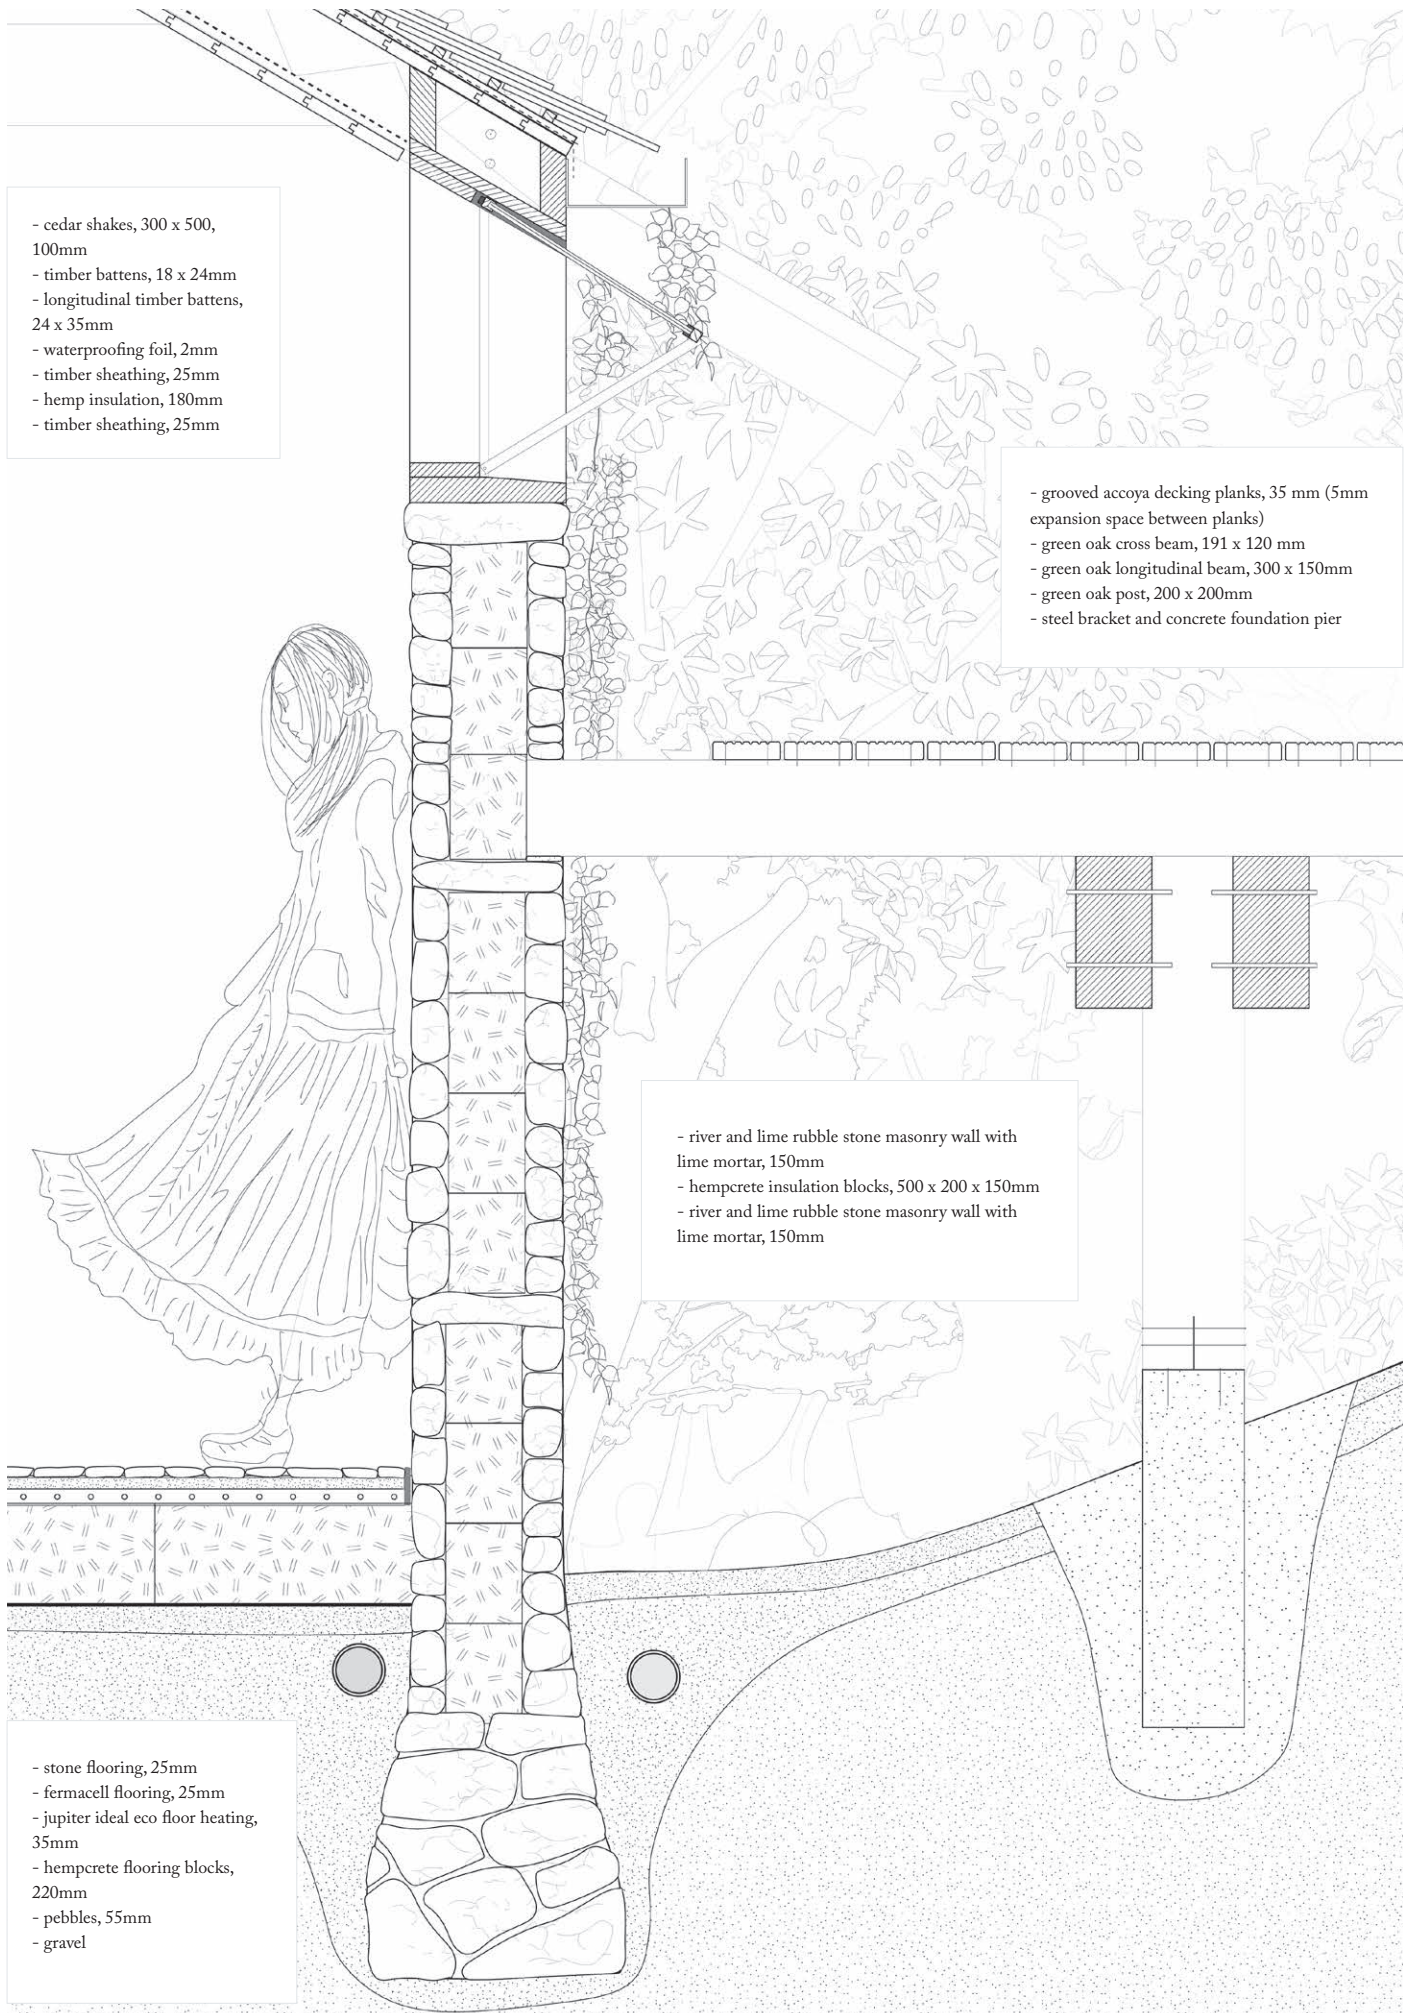 - cedar shakes, 300 x 500,
100mm
- timber battens, 18 x 24mm
- longitudinal timber battens,
24 x 35mm
- waterproofing foil, 2mm
- timber sheathing, 25mm
- hemp insulation, 180mm
- timber sheathing, 25mm
- grooved accoya decking planks, 35 mm (5mm
expansion space between planks)
- green oak cross beam, 191 x 120 mm
- green oak longitudinal beam, 300 x 150mm
- green oak post, 200 x 200mm
- steel bracket and concrete foundation pier
- river and lime rubble stone masonry wall with
lime mortar, 150mm
- hempcrete insulation blocks, 500 x 200 x 150mm
- river and lime rubble stone masonry wall with
lime mortar, 150mm
- stone flooring, 25mm
- fermacell flooring, 25mm
- jupiter ideal eco floor heating,
35mm
- hempcrete flooring blocks,
220mm
- pebbles, 55mm
- gravel